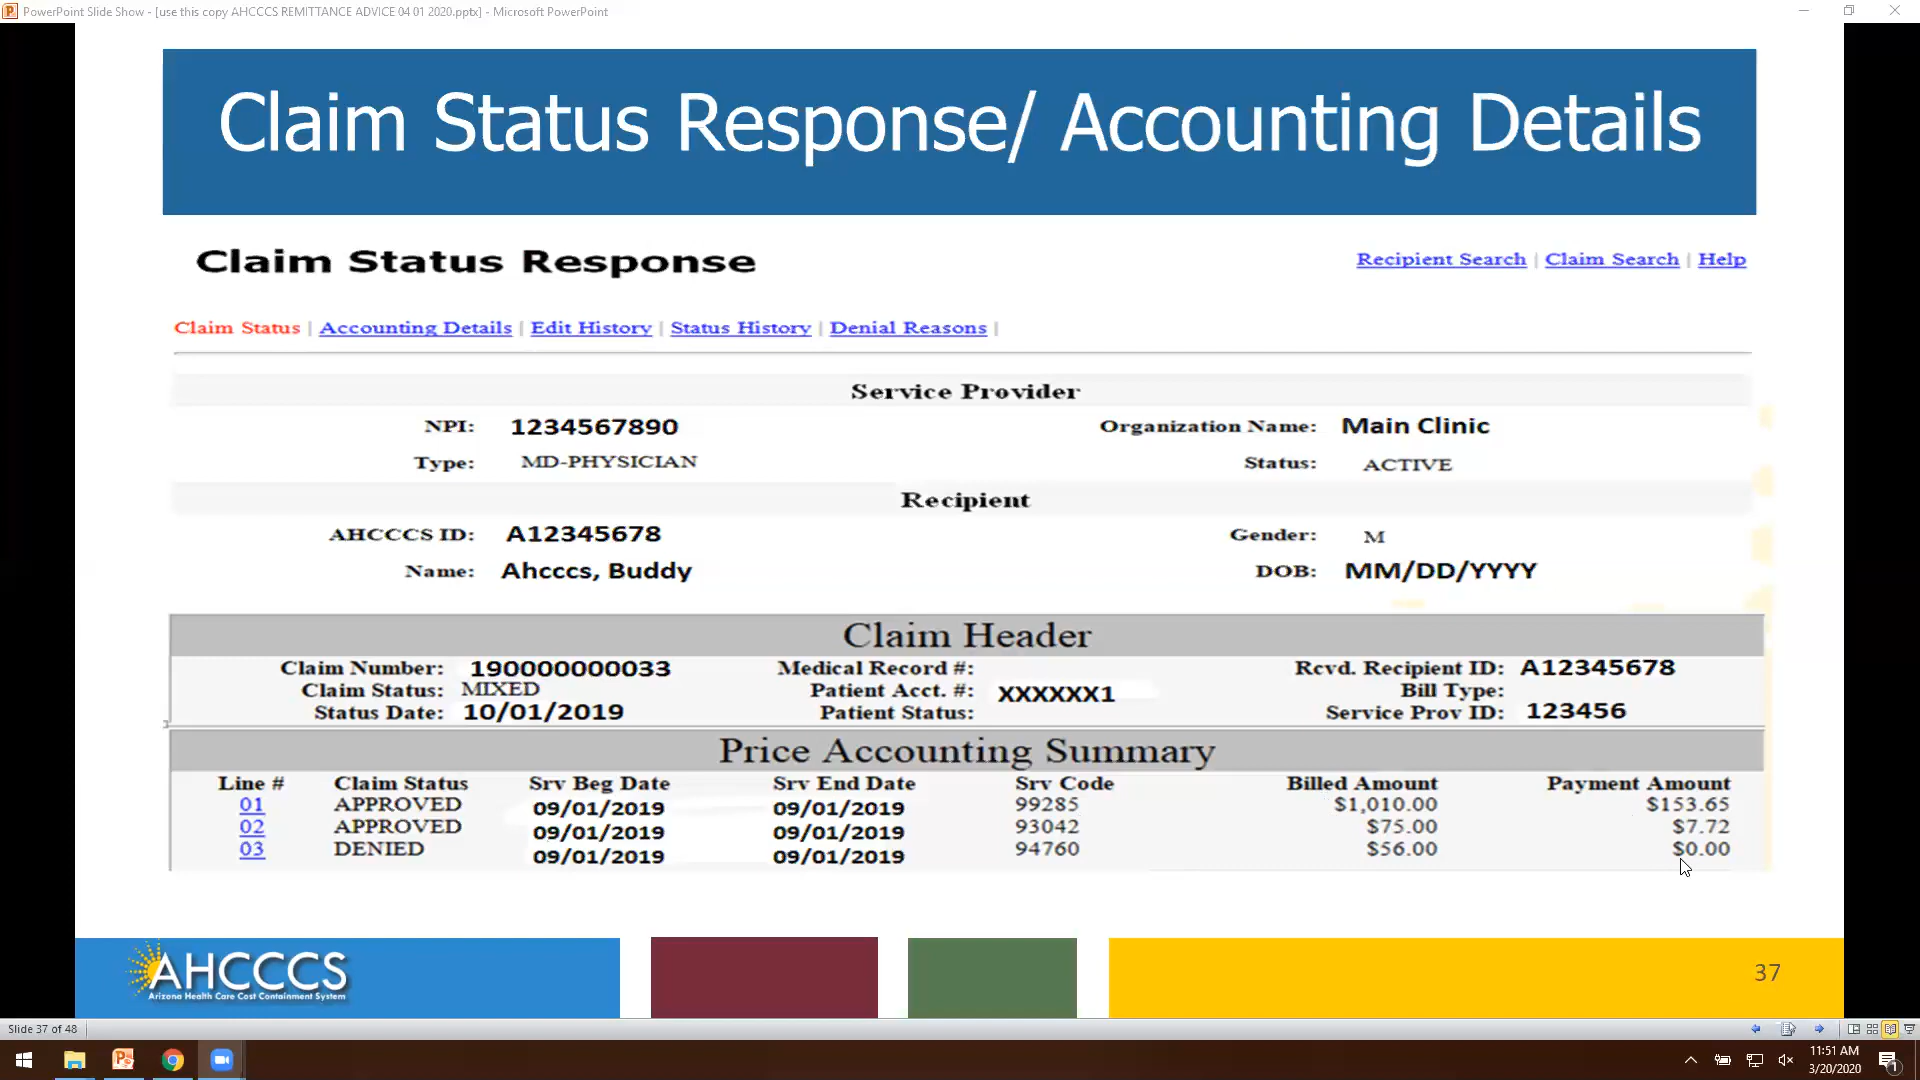 PowerPoint Slide Show - [use this copy AHCCCS REMITTANCE ADVICE 04 01 2020.pptx] - Microsoft PowerPoint
Claim Status Response/ Accounting Details
Claim Status Response
Recipient Search | Claim Search | Help
Claim Status | Accounting Details | Edit History | Status History | Denial Reasons |
Service Provider
NPI: 1234567890 Organization Name: Main Clinic
Type: MD-PHYSICIAN Status: ACTIVE
Recipient
AHCCCS ID: A12345678 Gender: M
Name: Ahcccs, Buddy DOB: MM/DD/YYYY
Claim Header
Claim Number: 190000000033 Medical Record #: Rcvd. Recipient ID: A12345678
Claim Status: MIXED Patient Acct. #: XXXXXX1 Bill Type:
Status Date: 10/01/2019 Patient Status: Service Prov ID: 123456
Price Accounting Summary
Line # Claim Status Srv Beg Date Srv End Date Srv Code Billed Amount Payment Amount
01 APPROVED 09/01/2019 09/01/2019 99285 $1,010.00 $153.65
02 APPROVED 09/01/2019 09/01/2019 93042 $75.00 $7.72
03 DENIED 09/01/2019 09/01/2019 94760 $56.00 $0.00
AHCCCS
Arizona Health Care Cost Containment System
37
Slide 37 of 48
11:51 AM
3/20/2020
1